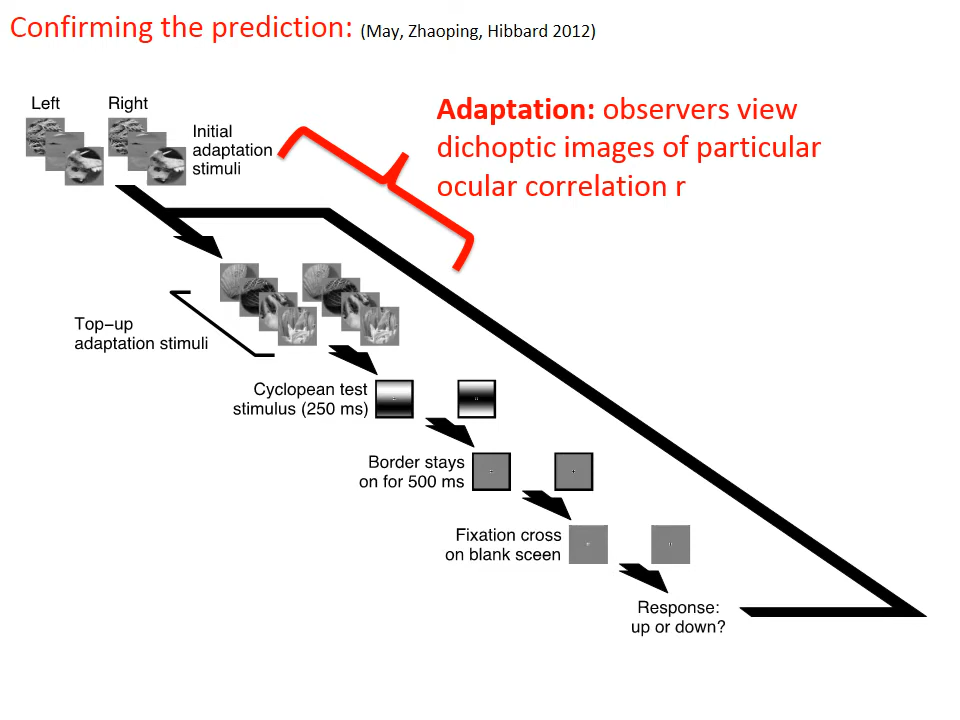 Confirming the prediction: (May, Zhaoping, Hibbard 2012)
Left Right
Initial
adaptation
stimuli
Adaptation: observers view
dichoptic images of particular
ocular correlation r
Top-up
adaptation stimuli
Cyclopean test
stimulus (250 ms)
Border stays
on for 500 ms
Fixation cross
on blank sceen
Response:
up or down?